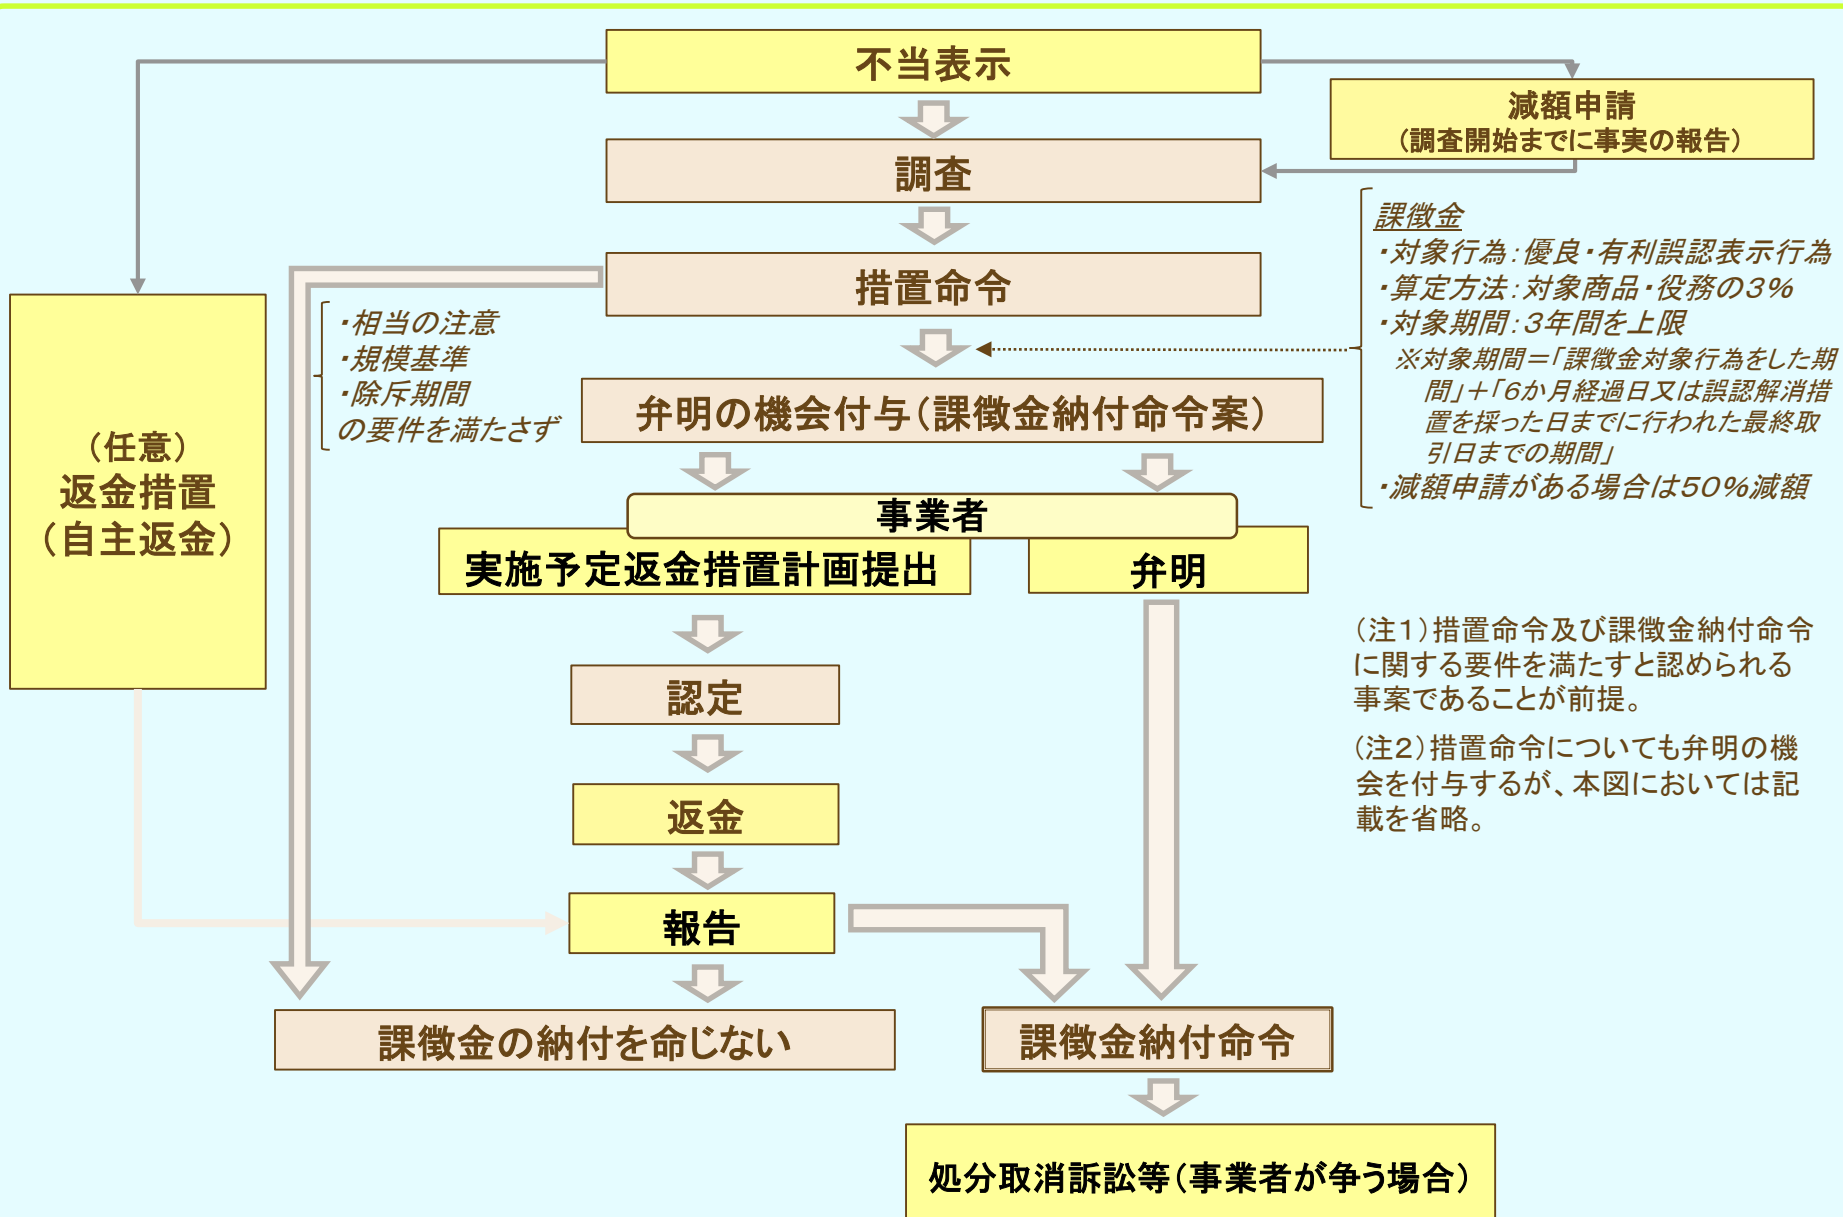 不当表示
減額申請
（調査開始までに事実の報告）
調査
措置命令
課徴金
・対象行為：優良・有利誤認表示行為
・算定方法：対象商品・役務の３％
・対象期間：３年間を上限
※対象期間＝「課徴金対象行為をした期
間」＋「６か月経過日又は誤認解消措
置を採った日までに行われた最終取
引日までの期間」
・減額申請がある場合は５０％減額
・相当の注意
・規模基準
・除斥期間
の要件を満たさず
弁明の機会付与（課徴金納付命令案）
（任意）
返金措置
（自主返金）
事業者
実施予定返金措置計画提出
弁明
認定
返金
報告
（注１）措置命令及び課徴金納付命令
に関する要件を満たすと認められる
事案であることが前提。
（注２）措置命令についても弁明の機
会を付与するが、本図においては記
載を省略。
課徴金の納付を命じない
課徴金納付命令
処分取消訴訟等（事業者が争う場合）